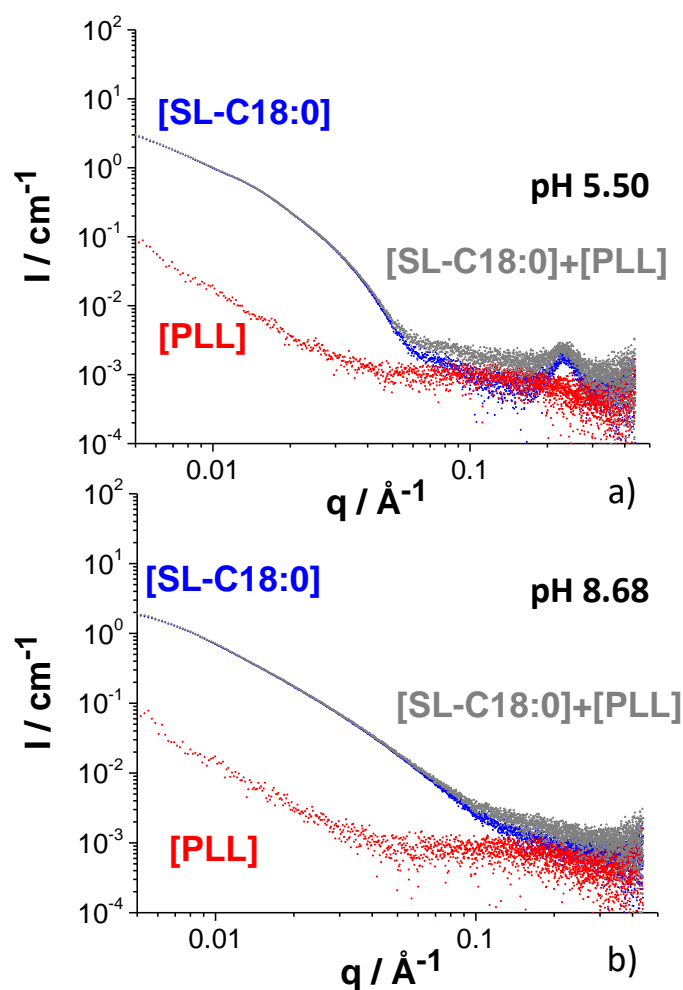 10²
10¹
[SL-C18:0]
10⁰
pH 5.50
I / cm⁻¹
10⁻¹
[SL-C18:0]+[PLL]
10⁻²
[PLL]
10⁻³
10⁻⁴
0.01 0.1
q / Å⁻¹
a)
10²
[SL-C18:0]
10¹
pH 8.68
10⁰
I / cm⁻¹
10⁻¹
[SL-C18:0]+[PLL]
10⁻²
[PLL]
10⁻³
10⁻⁴
0.01 0.1
q / Å⁻¹
b)